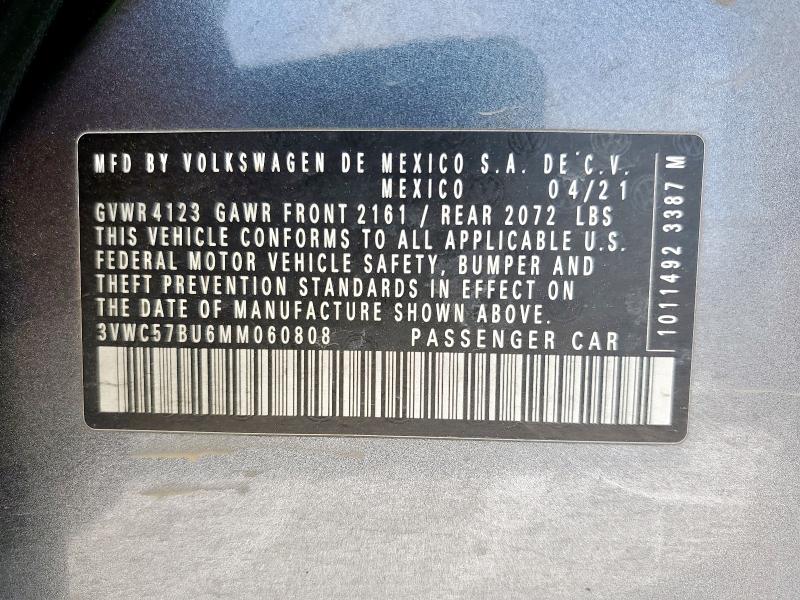 MFD BY VOLKSWAGEN DE MEXICO S.A. DE C.V.
MEXICO 04/21
GVWR 4123 GAWR FRONT 2161 / REAR 2072 LBS
THIS VEHICLE CONFORMS TO ALL APPLICABLE U.S.
FEDERAL MOTOR VEHICLE SAFETY, BUMPER AND
THEFT PREVENTION STANDARDS IN EFFECT ON
THE DATE OF MANUFACTURE SHOWN ABOVE.
3VWC57BU6MM060808 PASSENGER CAR
1011492 3387 M